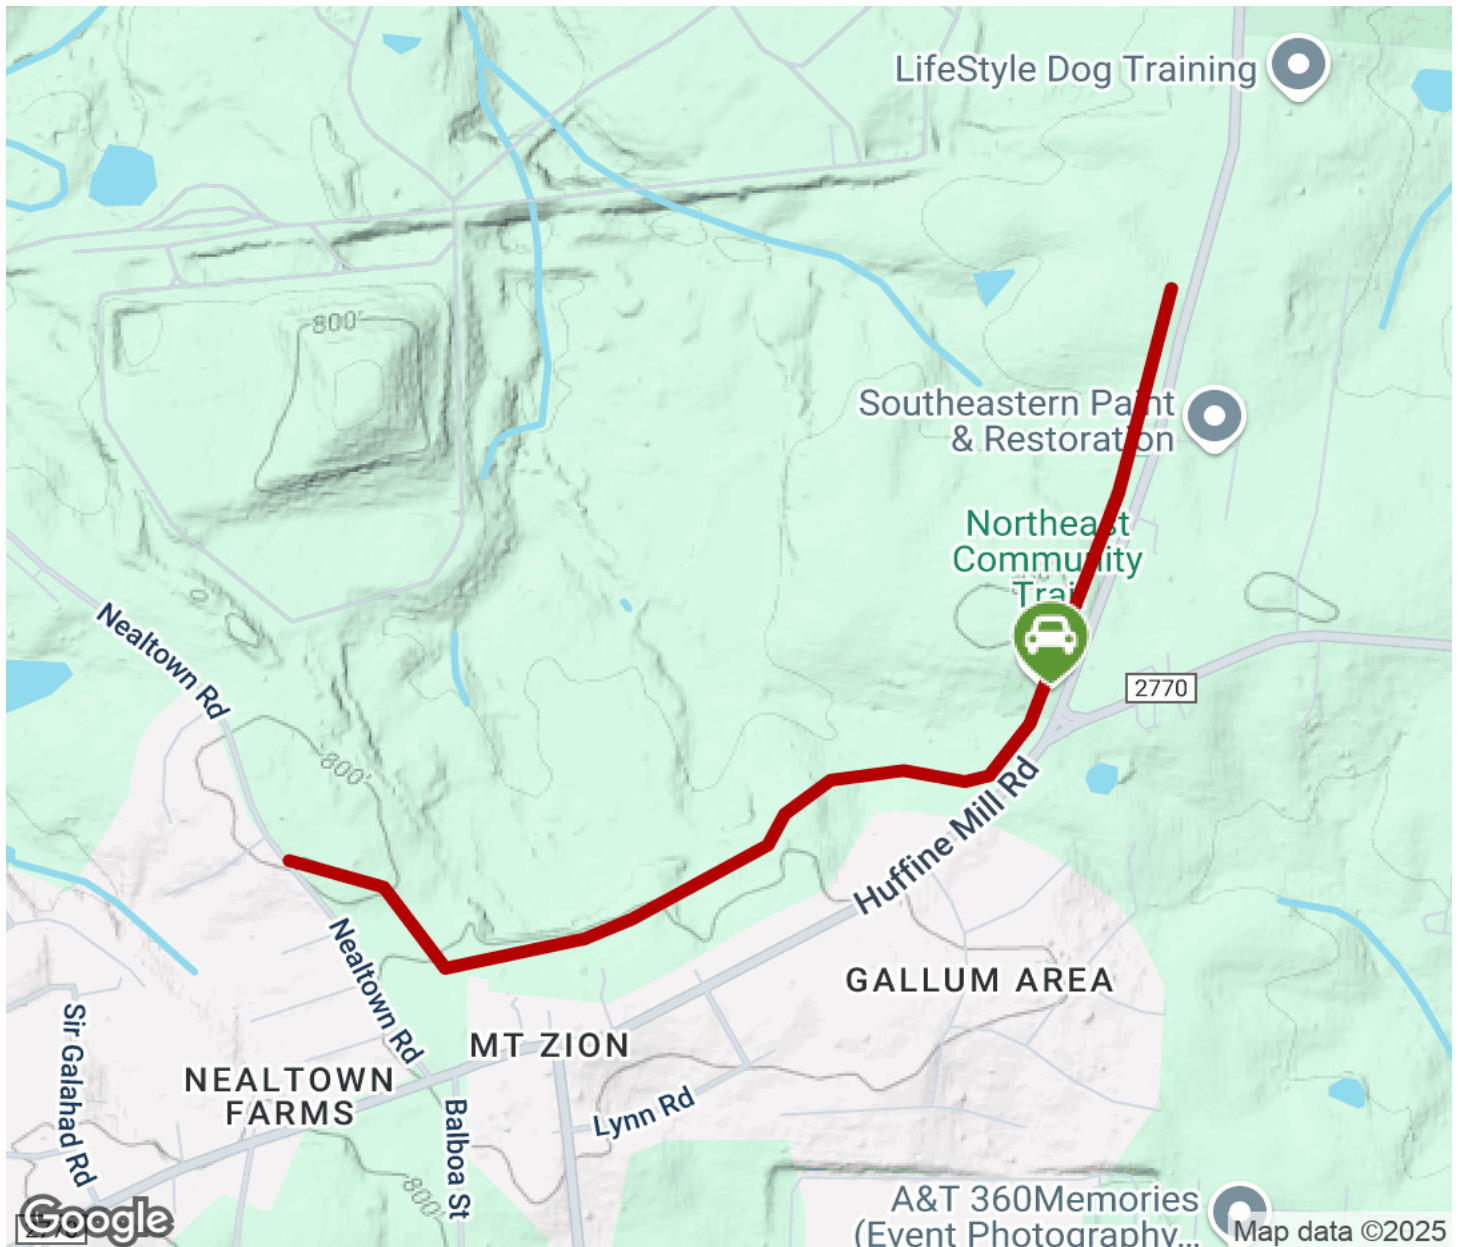 LifeStyle Dog Training
800'
Southeastern Paint
& Restoration
Northeast
Community
Trail
Nealtown Rd
2770
800'
Huffine Mill Rd
Nealtown Rd
GALLUM AREA
Sir Galahad Rd
MT ZION
NEALTOWN
FARMS
Lynn Rd
Balboa St
800'
A&T 360Memories
(Event Photography...
Google
2770
Map data ©2025